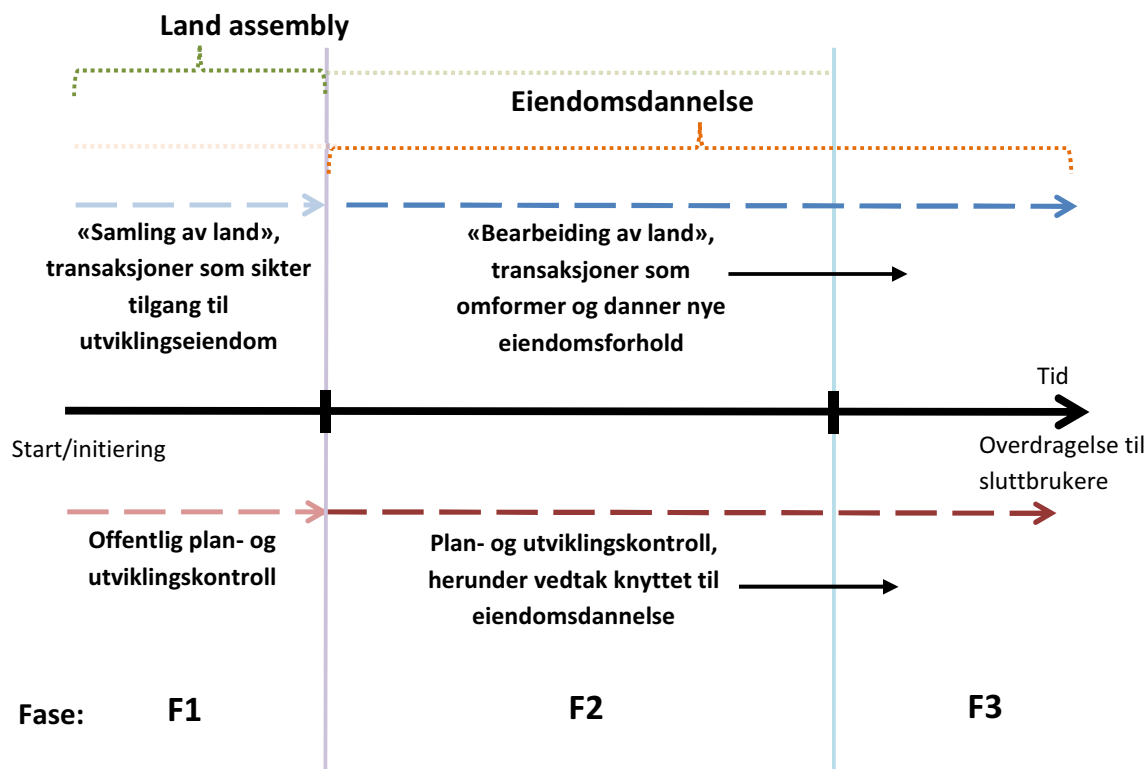 Land assembly
Eiendomsdannelse
«Samling av land»,
transaksjoner som sikter
tilgang til
utviklingseiendom
«Bearbeiding av land»,
transaksjoner som
omformer og danner nye
eiendomsforhold
Tid
Start/initiering
Overdragelse til
sluttbrukere
Offentlig plan- og
utviklingskontroll
Plan- og utviklingskontroll,
herunder vedtak knyttet til
eiendomsdannelse
Fase:
F1
F2
F3